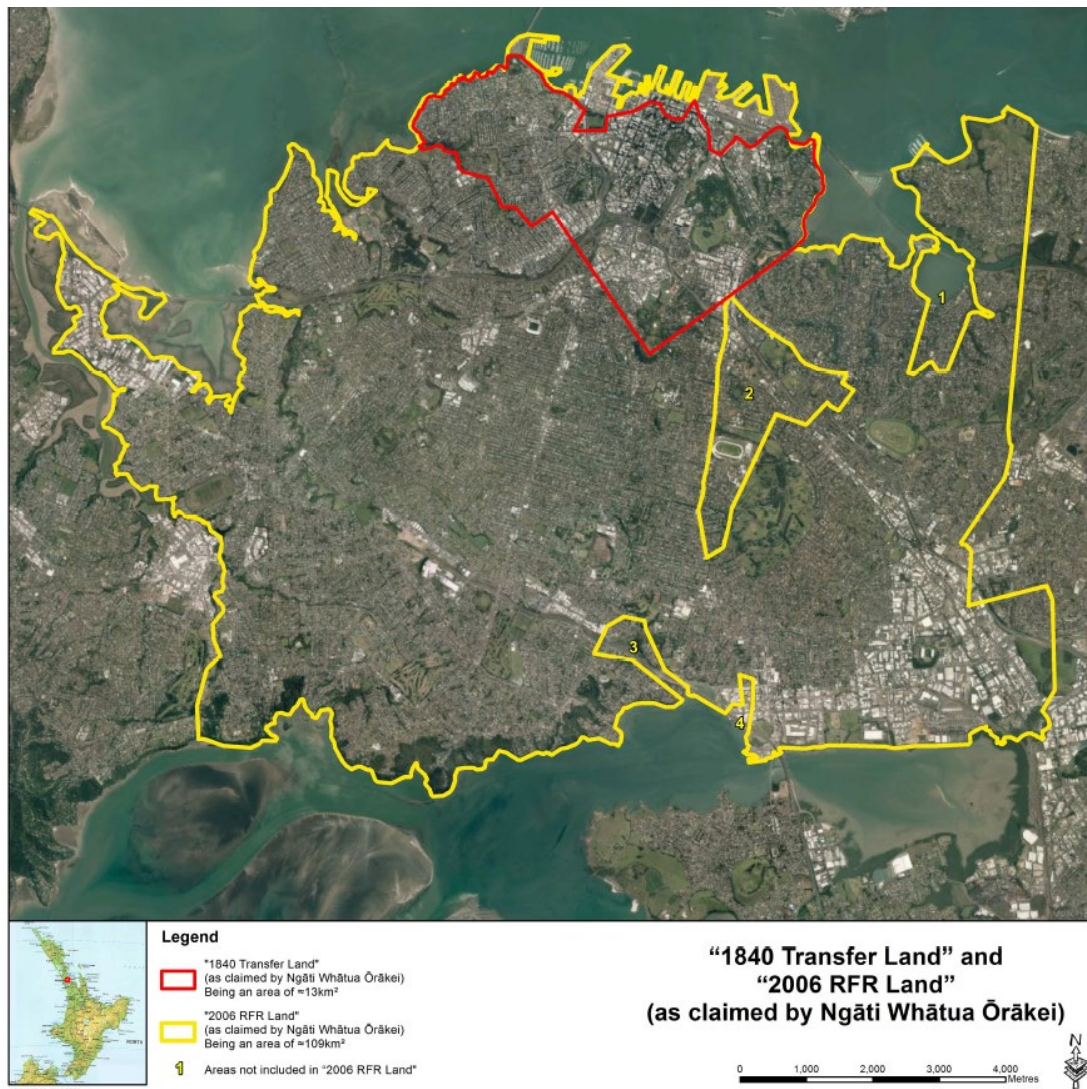 1
2
3
4
Legend
"1840 Transfer Land"
(as claimed by Ngāti Whātua Ōrākei)
Being an area of ≈13km²
"2006 RFR Land"
(as claimed by Ngāti Whātua Ōrākei)
Being an area of ≈109km²
1 Areas not included in "2006 RFR Land"
“1840 Transfer Land” and
“2006 RFR Land”
(as claimed by Ngāti Whātua Ōrākei)
N
0 1,000 2,000 3,000 4,000
Metres